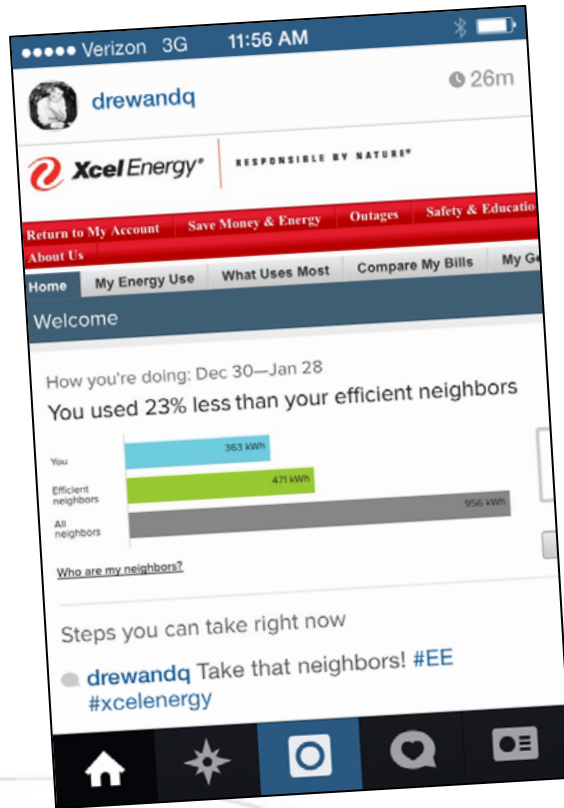 Verizon 3G 11:56 AM
drewandq 26m
Xcel Energy® RESPONSIBLE BY NATURE®
Return to My Account Save Money & Energy Outages Safety & Educatio
About Us
Home My Energy Use What Uses Most Compare My Bills My Ge
Welcome
How you're doing: Dec 30—Jan 28
You used 23% less than your efficient neighbors
You 363 kWh
Efficient
neighbors 471 kWh
All
neighbors 956 kWh
Who are my neighbors?
Steps you can take right now
drewandq Take that neighbors! #EE
#xcelenergy